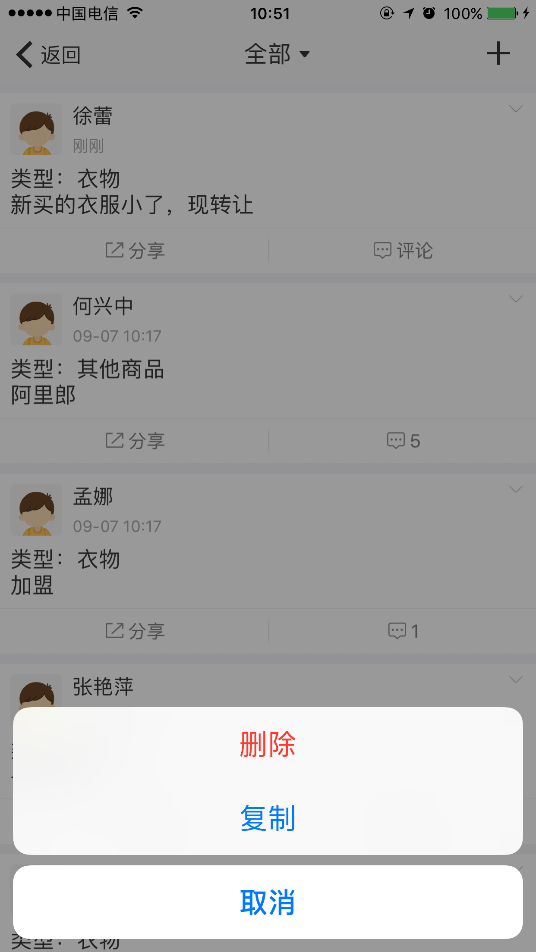 中国电信 10:51 100%
返回 全部
徐蕾
刚刚
类型：衣物
新买的衣服小了，现转让
分享 评论
何兴中
09-07 10:17
类型：其他商品
阿里郎
分享 5
孟娜
09-07 10:17
类型：衣物
加盟
分享 1
张艳萍
删除
复制
取消
类型：衣物